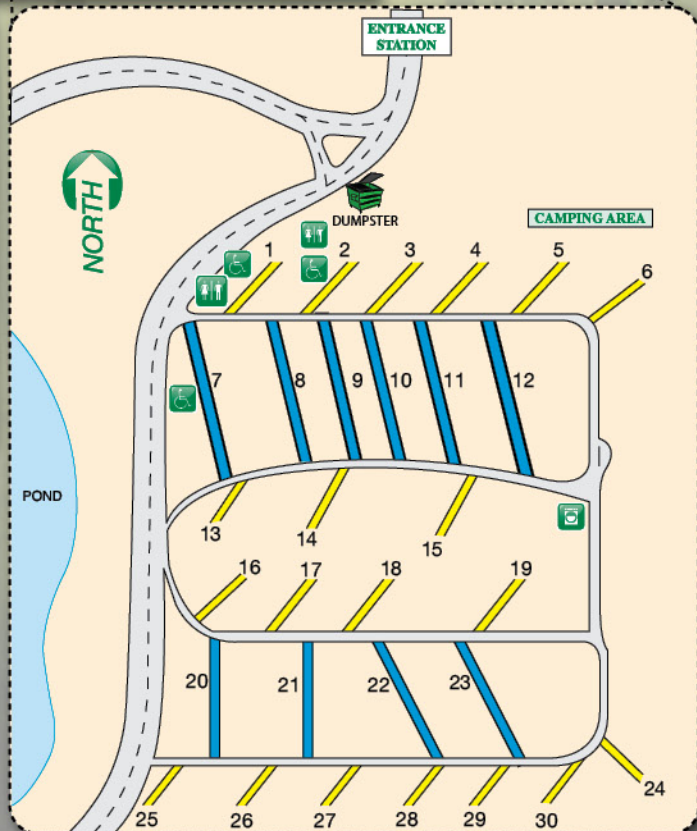 ENTRANCE
STATION
NORTH
DUMPSTER
CAMPING AREA
1 2 3 4 5
6
7 8 9 10 11 12
POND
13 14 15
16 17 18 19
20 21 22 23
24
25 26 27 28 29 30